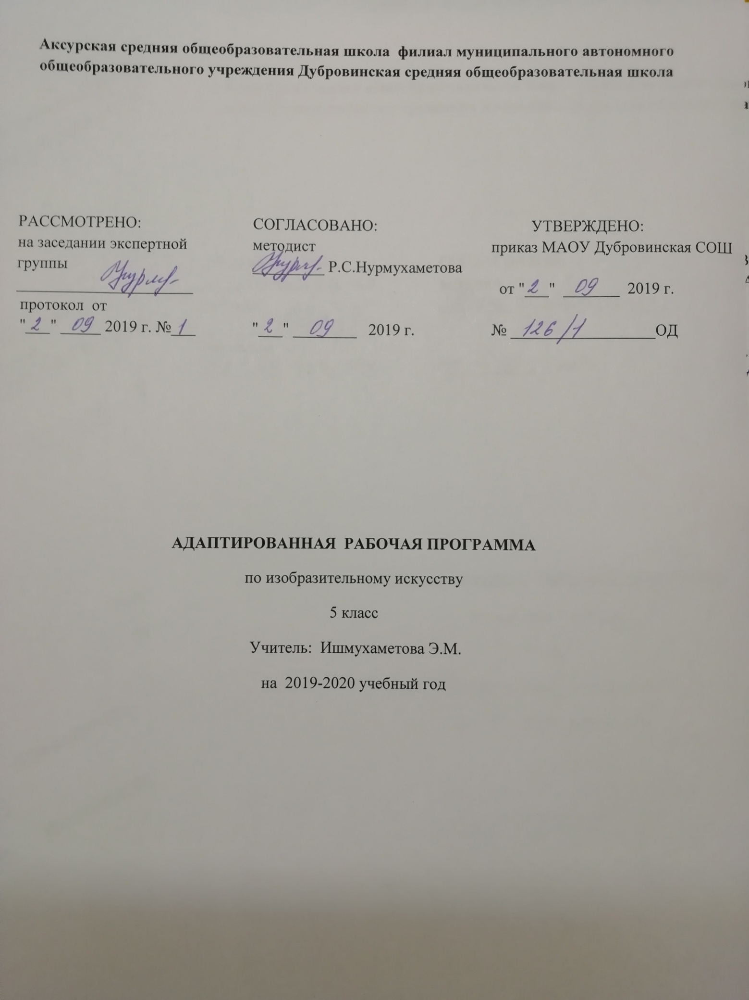 Аксурская средняя общеобразовательная школа филиал муниципального автономного
общеобразовательного учреждения Дубровинская средняя общеобразовательная школа
РАССМОТРЕНО:
на заседании экспертной
группы
протокол от
"2" 09 2019 г. №1
СОГЛАСОВАНО:
методист
Р.С.Нурмухаметова
"2" 09 2019 г.
УТВЕРЖДЕНО:
приказ МАОУ Дубровинская СОШ
от "2" 09 2019 г.
№ 126/1 ОД
АДАПТИРОВАННАЯ РАБОЧАЯ ПРОГРАММА
по изобразительному искусству
5 класс
Учитель: Ишмухаметова Э.М.
на 2019-2020 учебный год